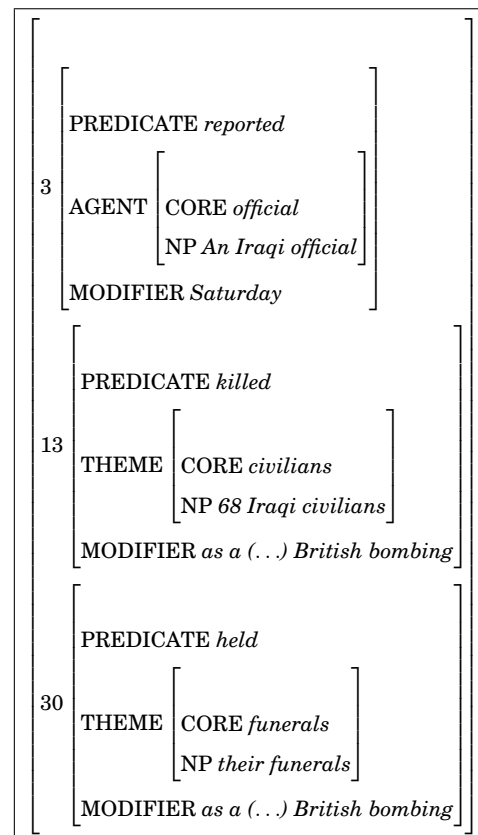 PREDICATE reported
3
AGENT
CORE official
NP An Iraqi official
MODIFIER Saturday
PREDICATE killed
13
THEME
CORE civilians
NP 68 Iraqi civilians
MODIFIER as a (...) British bombing
PREDICATE held
30
THEME
CORE funerals
NP their funerals
MODIFIER as a (...) British bombing